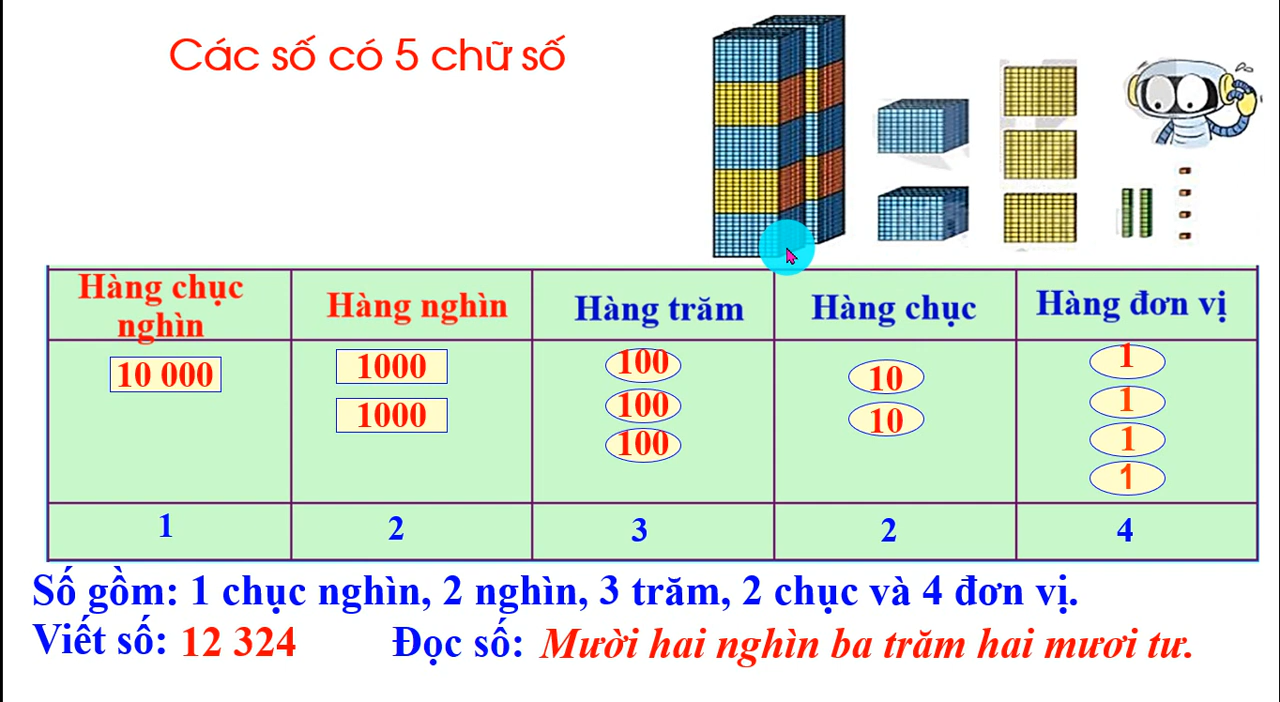 Các số có 5 chữ số
Hàng chục nghìn
Hàng nghìn
Hàng trăm
Hàng chục
Hàng đơn vị
10 000
1000
1000
100
100
100
10
10
1
1
1
1
1
2
3
2
4
Số gồm: 1 chục nghìn, 2 nghìn, 3 trăm, 2 chục và 4 đơn vị.
Viết số: 12 324 Đọc số: Mười hai nghìn ba trăm hai mươi tư.